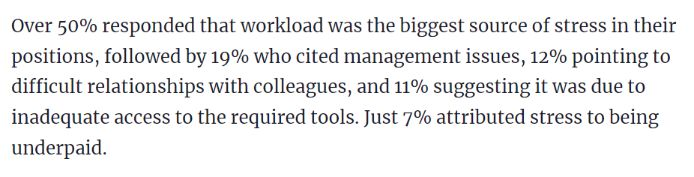 Over 50% responded that workload was the biggest source of stress in their
positions, followed by 19% who cited management issues, 12% pointing to
difficult relationships with colleagues, and 11% suggesting it was due to
inadequate access to the required tools. Just 7% attributed stress to being
underpaid.